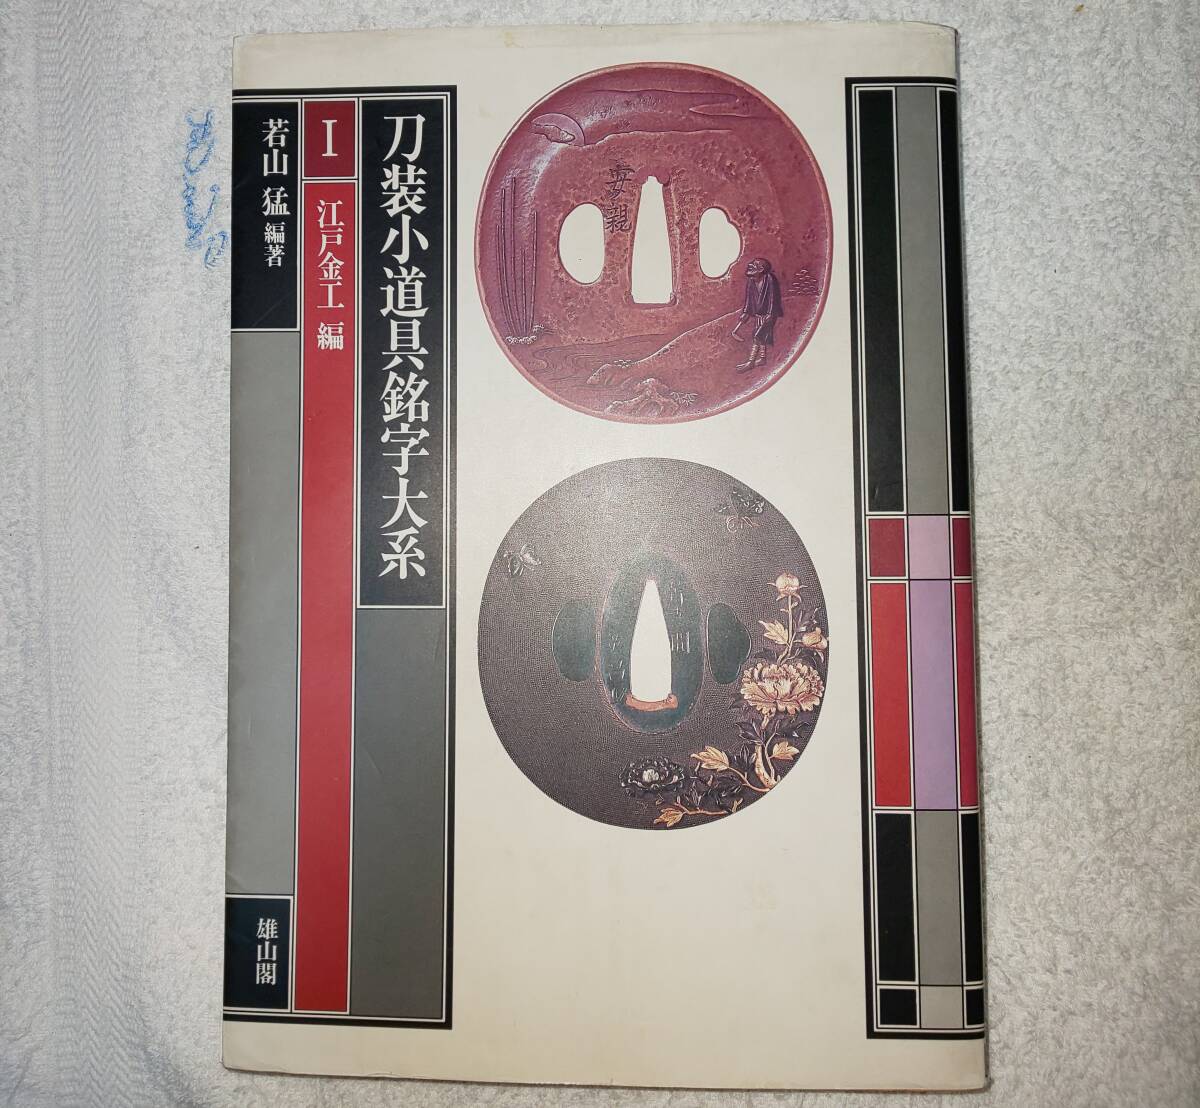 刀装小道具銘字大系
I
江戸金工編
若山 猛 編著
雄山閣
安親